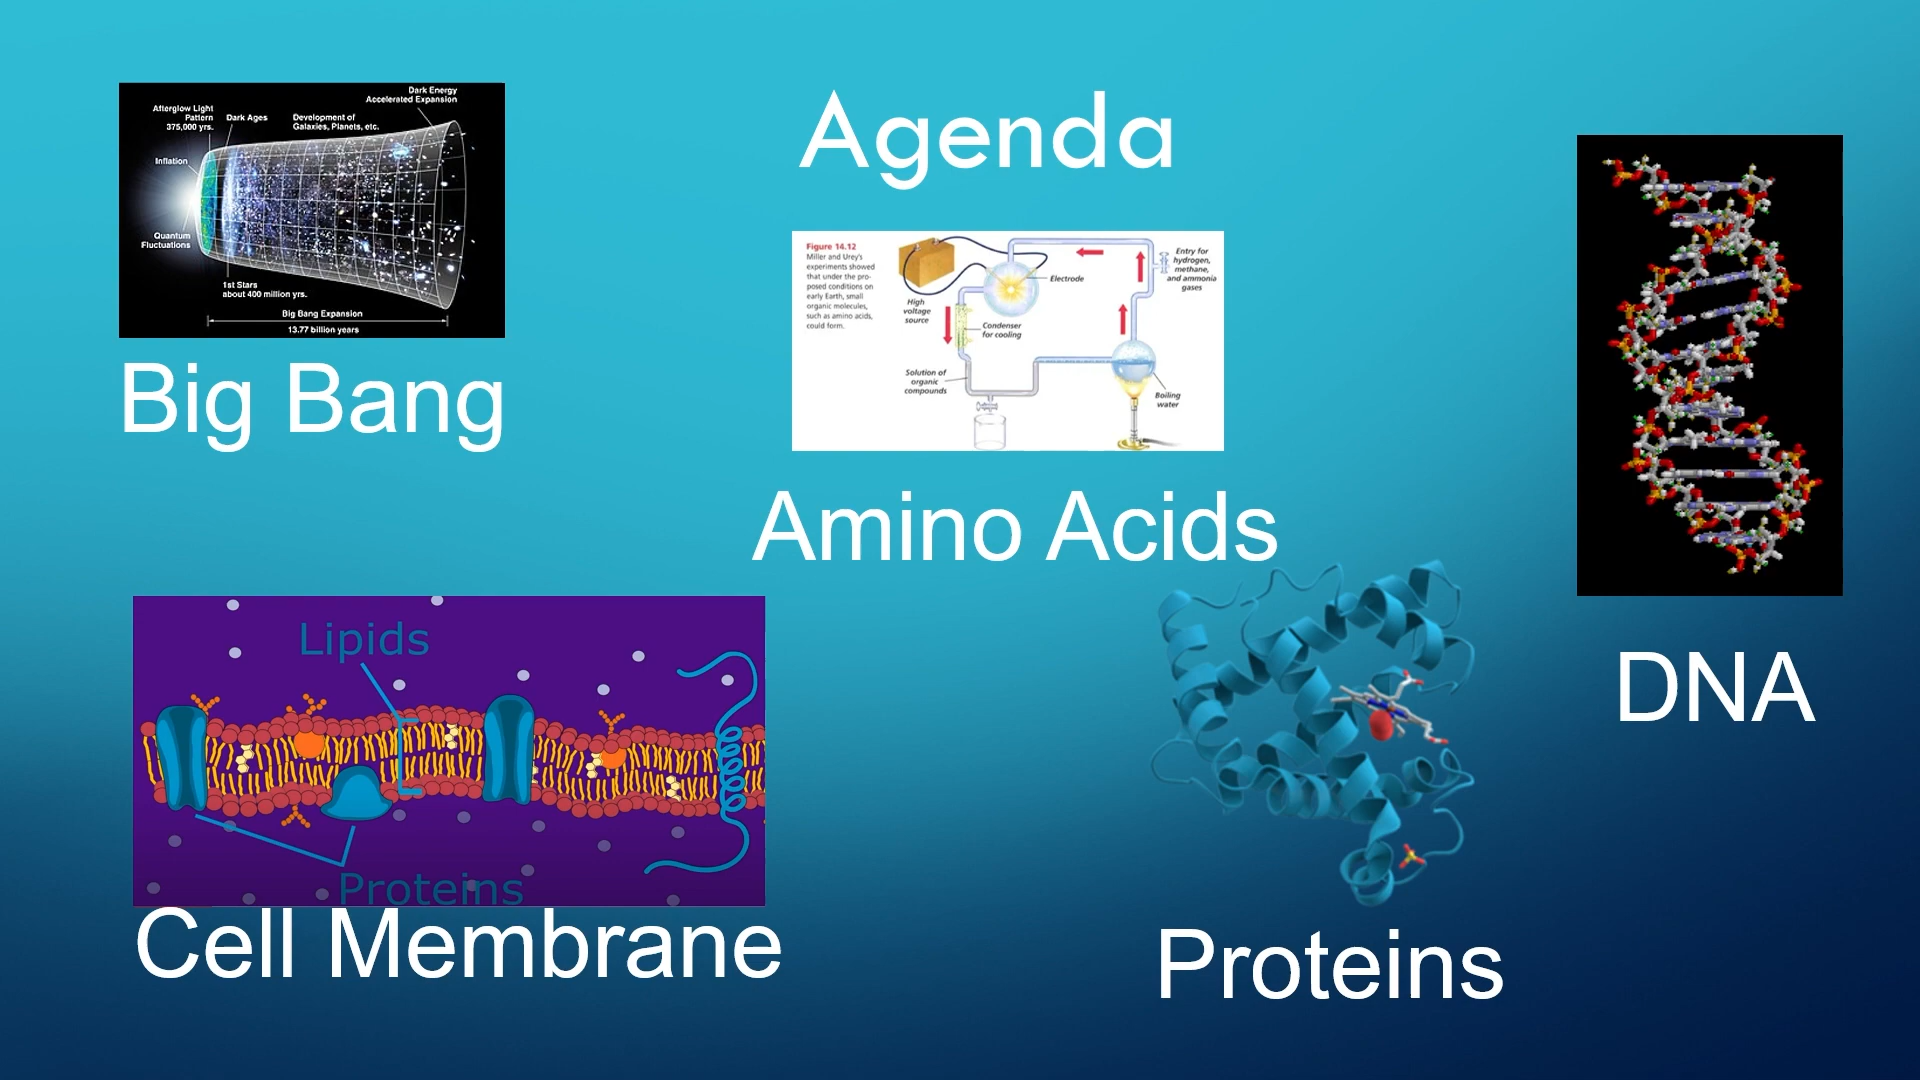 Agenda
Dark Energy
Accelerated Expansion
Afterglow Light
Pattern
375,000 yrs.
Dark Ages
Development of
Galaxies, Planets, etc.
Inflation
Quantum
Fluctuations
1st Stars
about 400 million yrs.
Big Bang Expansion
13.77 billion years
Big Bang
Figure 14.12
Miller and Urey's
experiments showed
that under the pro-
posed conditions on
early Earth, small
organic molecules,
such as amino acids,
could form.
High
voltage
source
Electrode
Entry for
hydrogen,
methane,
and ammonia
gases
Condenser
for cooling
Solution of
organic
compounds
Boiling
water
Amino Acids
DNA
Lipids
Proteins
Cell Membrane
Proteins